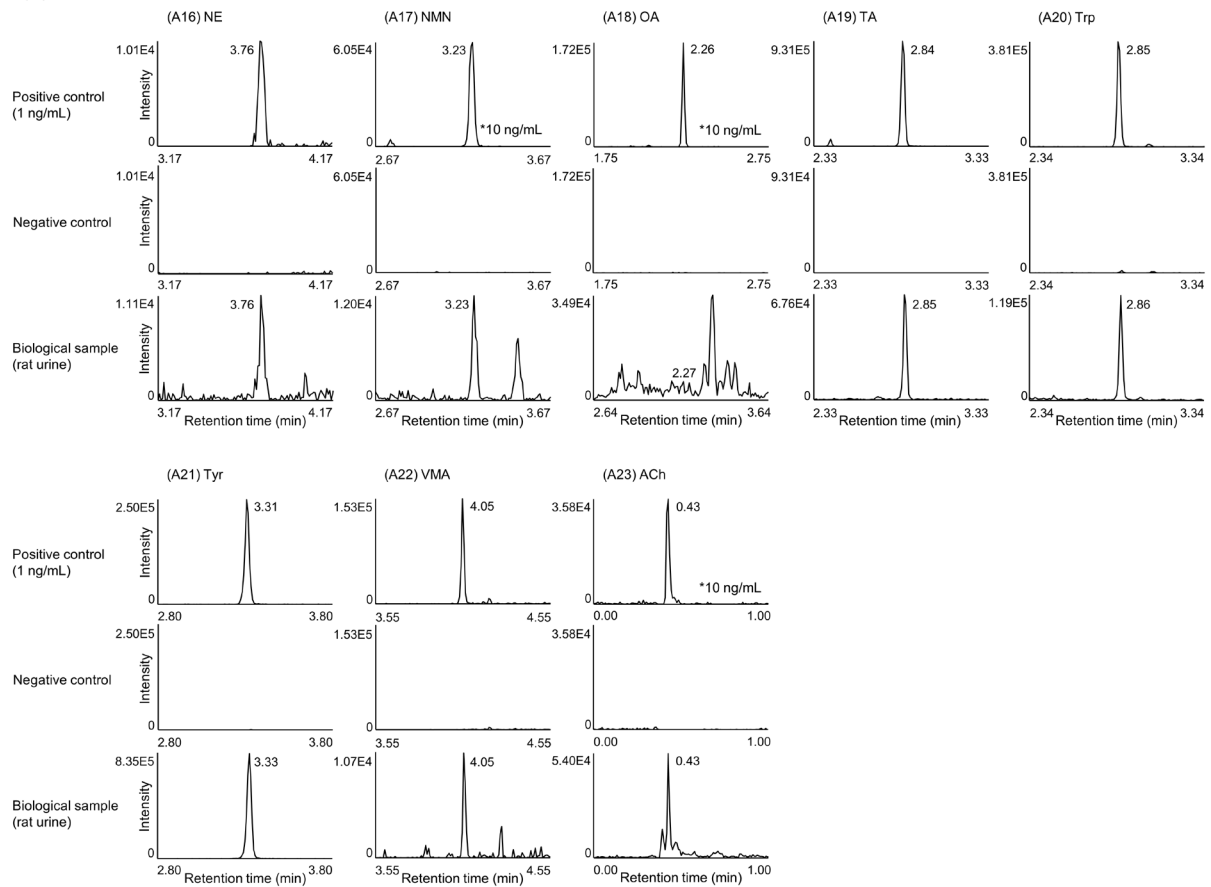 (A16) NE
(A17) NMN
(A18) OA
(A19) TA
(A20) Trp
Positive control
(1 ng/mL)
Intensity
1.01E4
3.76
0
3.17
4.17
6.05E4
3.23
*10 ng/mL
0
2.67
3.67
1.72E5
2.26
*10 ng/mL
0
1.75
2.75
9.31E5
2.84
0
2.33
3.33
3.81E5
2.85
0
2.34
3.34
Negative control
Intensity
1.01E4
0
3.17
4.17
6.05E4
0
2.67
3.67
1.72E5
0
1.75
2.75
9.31E4
0
2.33
3.33
3.81E5
0
2.34
3.34
Biological sample
(rat urine)
Intensity
1.11E4
3.76
0
3.17
4.17
Retention time (min)
1.20E4
3.23
0
2.67
3.67
Retention time (min)
3.49E4
2.27
0
2.64
3.64
Retention time (min)
6.76E4
2.85
0
2.33
3.33
Retention time (min)
1.19E5
2.86
0
2.34
3.34
Retention time (min)
(A21) Tyr
(A22) VMA
(A23) ACh
Positive control
(1 ng/mL)
Intensity
2.50E5
3.31
0
2.80
3.80
1.53E5
4.05
0
3.55
4.55
3.58E4
0.43
*10 ng/mL
0
0.00
1.00
Negative control
Intensity
2.50E5
0
2.80
3.80
1.53E5
0
3.55
4.55
3.58E4
0
0.00
1.00
Biological sample
(rat urine)
Intensity
8.35E5
3.33
0
2.80
3.80
Retention time (min)
1.07E4
4.05
0
3.55
4.55
Retention time (min)
5.40E4
0.43
0
0.00
1.00
Retention time (min)